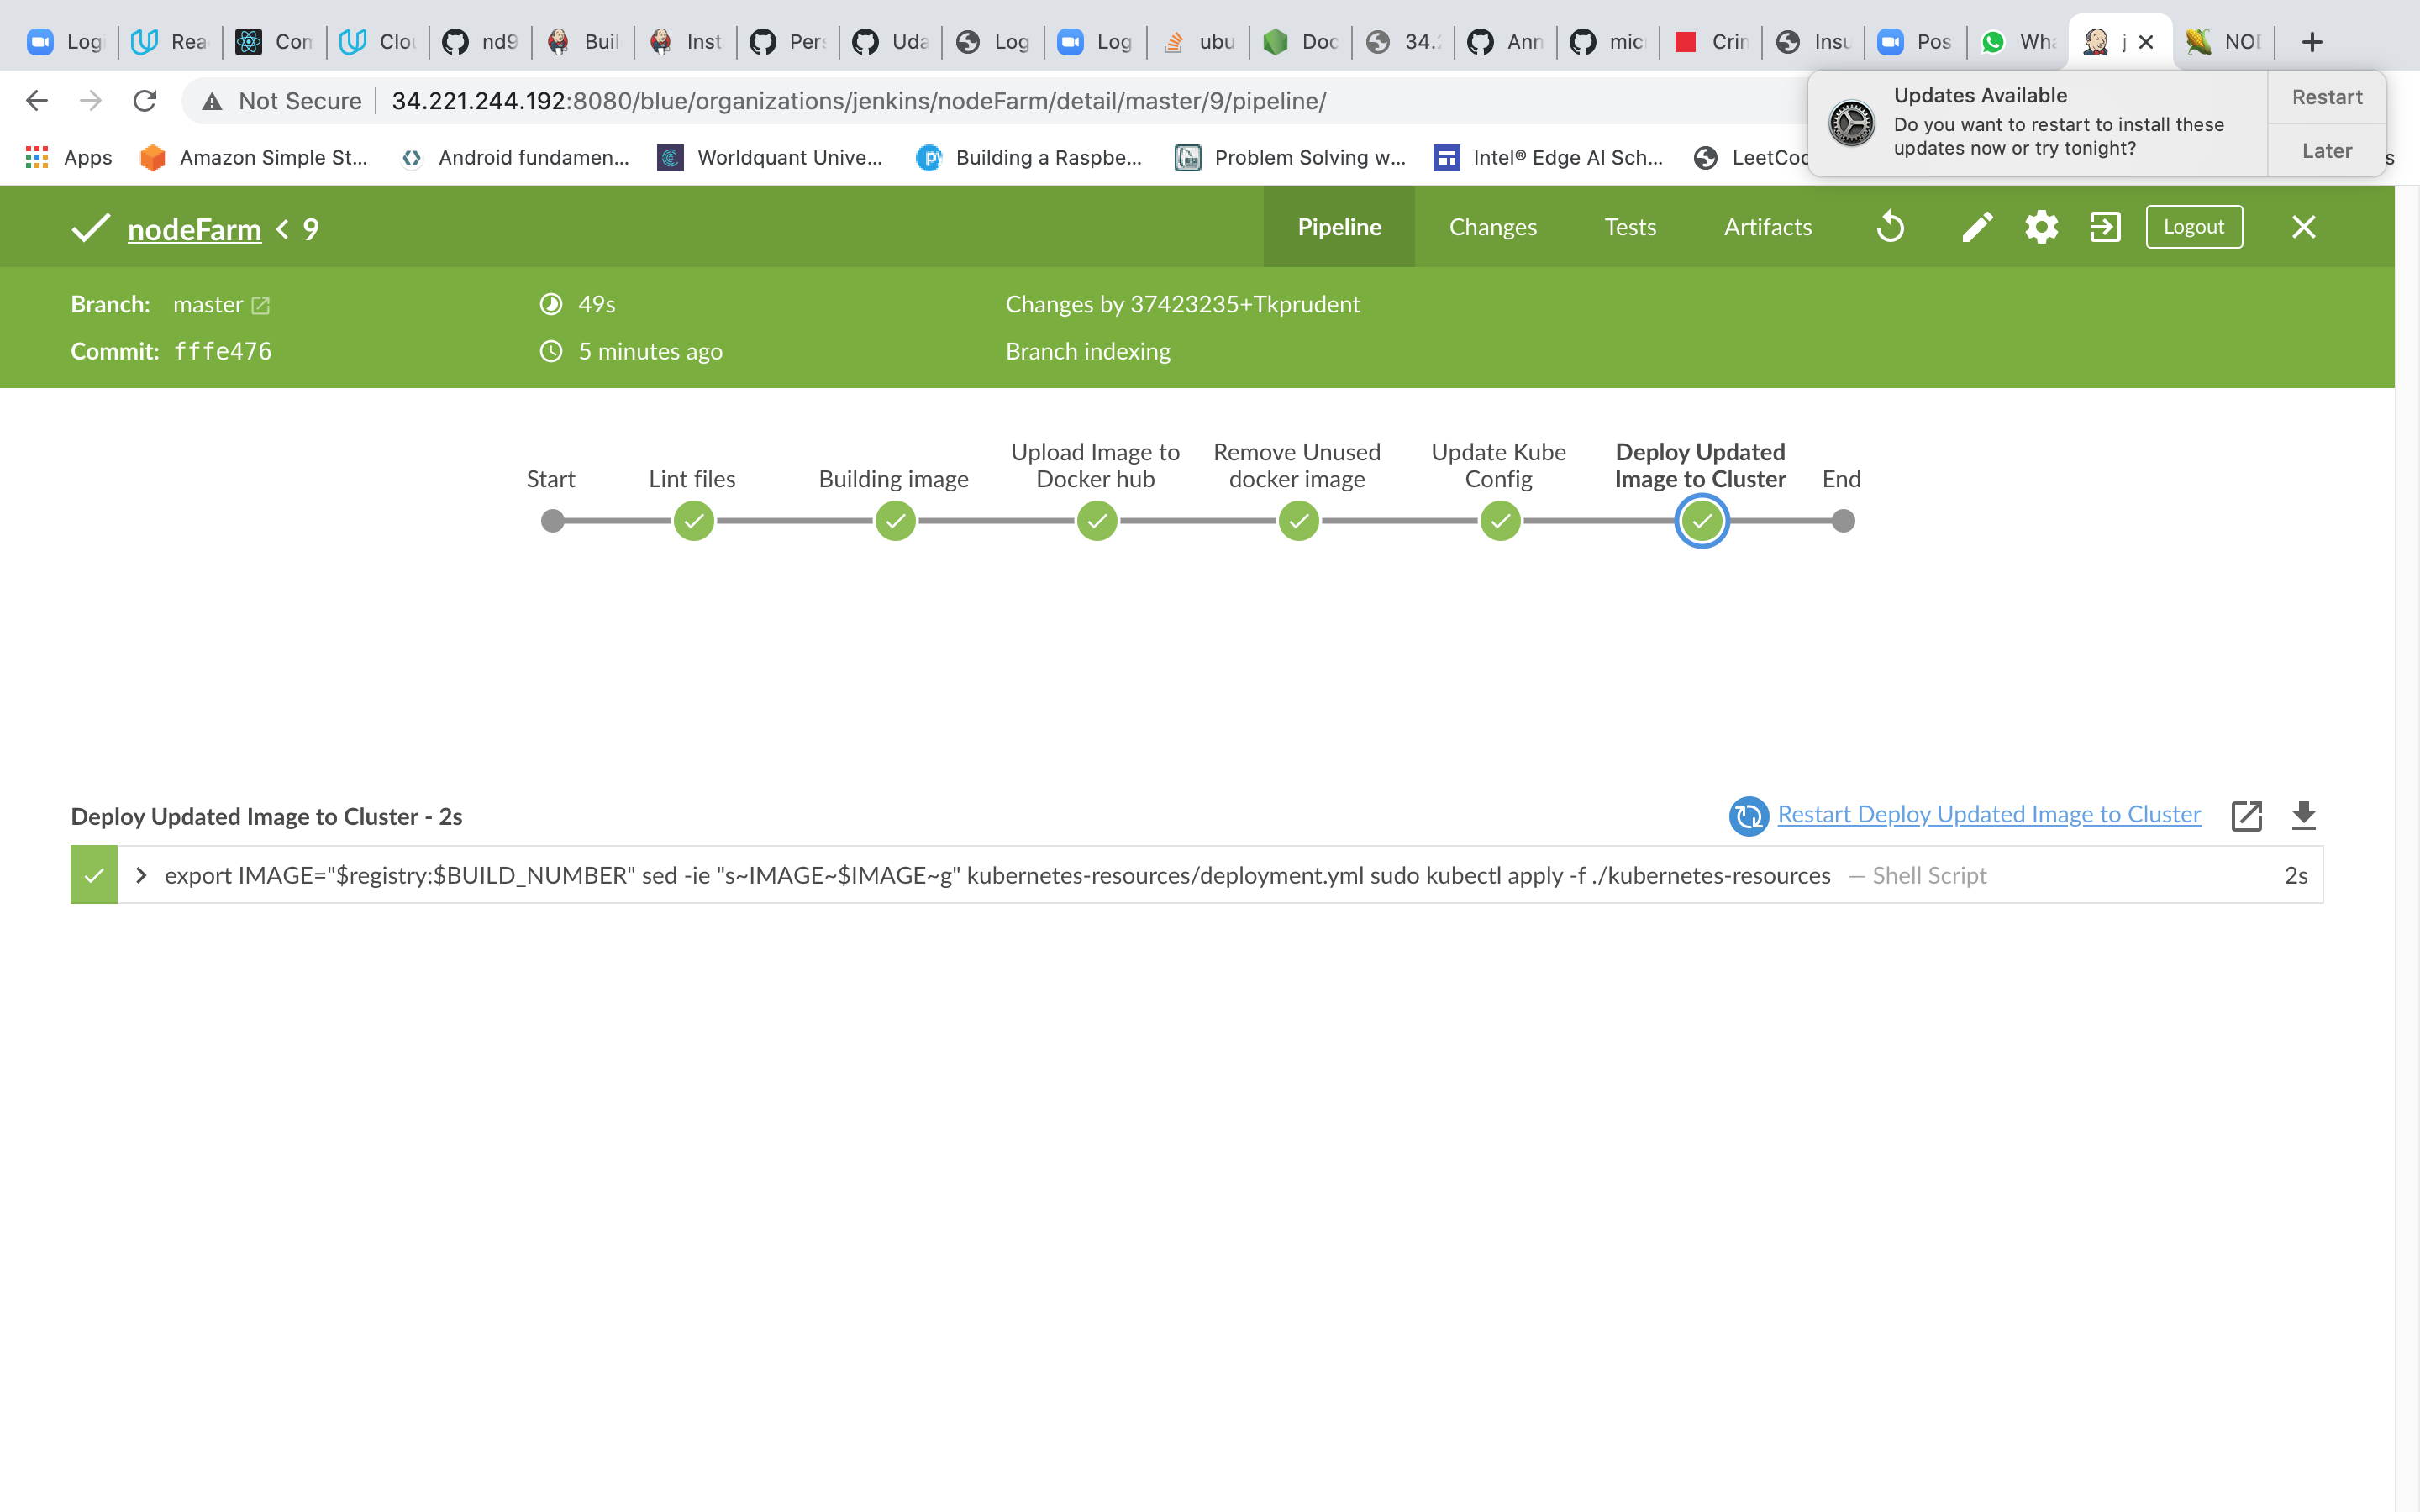 Logi
Rea
Com
Clou
nd9
Buil
Inst
Pers
Uda
Log
Log
ubu
Doc
34.2
Ann
mic
Crin
Insu
Pos
Wha
j
NOD
Not Secure
34.221.244.192:8080/blue/organizations/jenkins/nodeFarm/detail/master/9/pipeline/
Updates Available
Do you want to restart to install these
updates now or try tonight?
Restart
Later
Apps
Amazon Simple St...
Android fundamen...
Worldquant Unive...
Building a Raspbe...
Problem Solving w...
Intel® Edge AI Sch...
LeetCod
s
nodeFarm < 9
Pipeline
Changes
Tests
Artifacts
Logout
Branch: master
49s
Changes by 37423235+Tkprudent
Commit: fffe476
5 minutes ago
Branch indexing
Start
Lint files
Building image
Upload Image to
Docker hub
Remove Unused
docker image
Update Kube
Config
Deploy Updated
Image to Cluster
End
Deploy Updated Image to Cluster - 2s
Restart Deploy Updated Image to Cluster
export IMAGE="$registry:$BUILD_NUMBER" sed -ie "s~IMAGE~$IMAGE~g" kubernetes-resources/deployment.yml sudo kubectl apply -f ./kubernetes-resources — Shell Script 2s